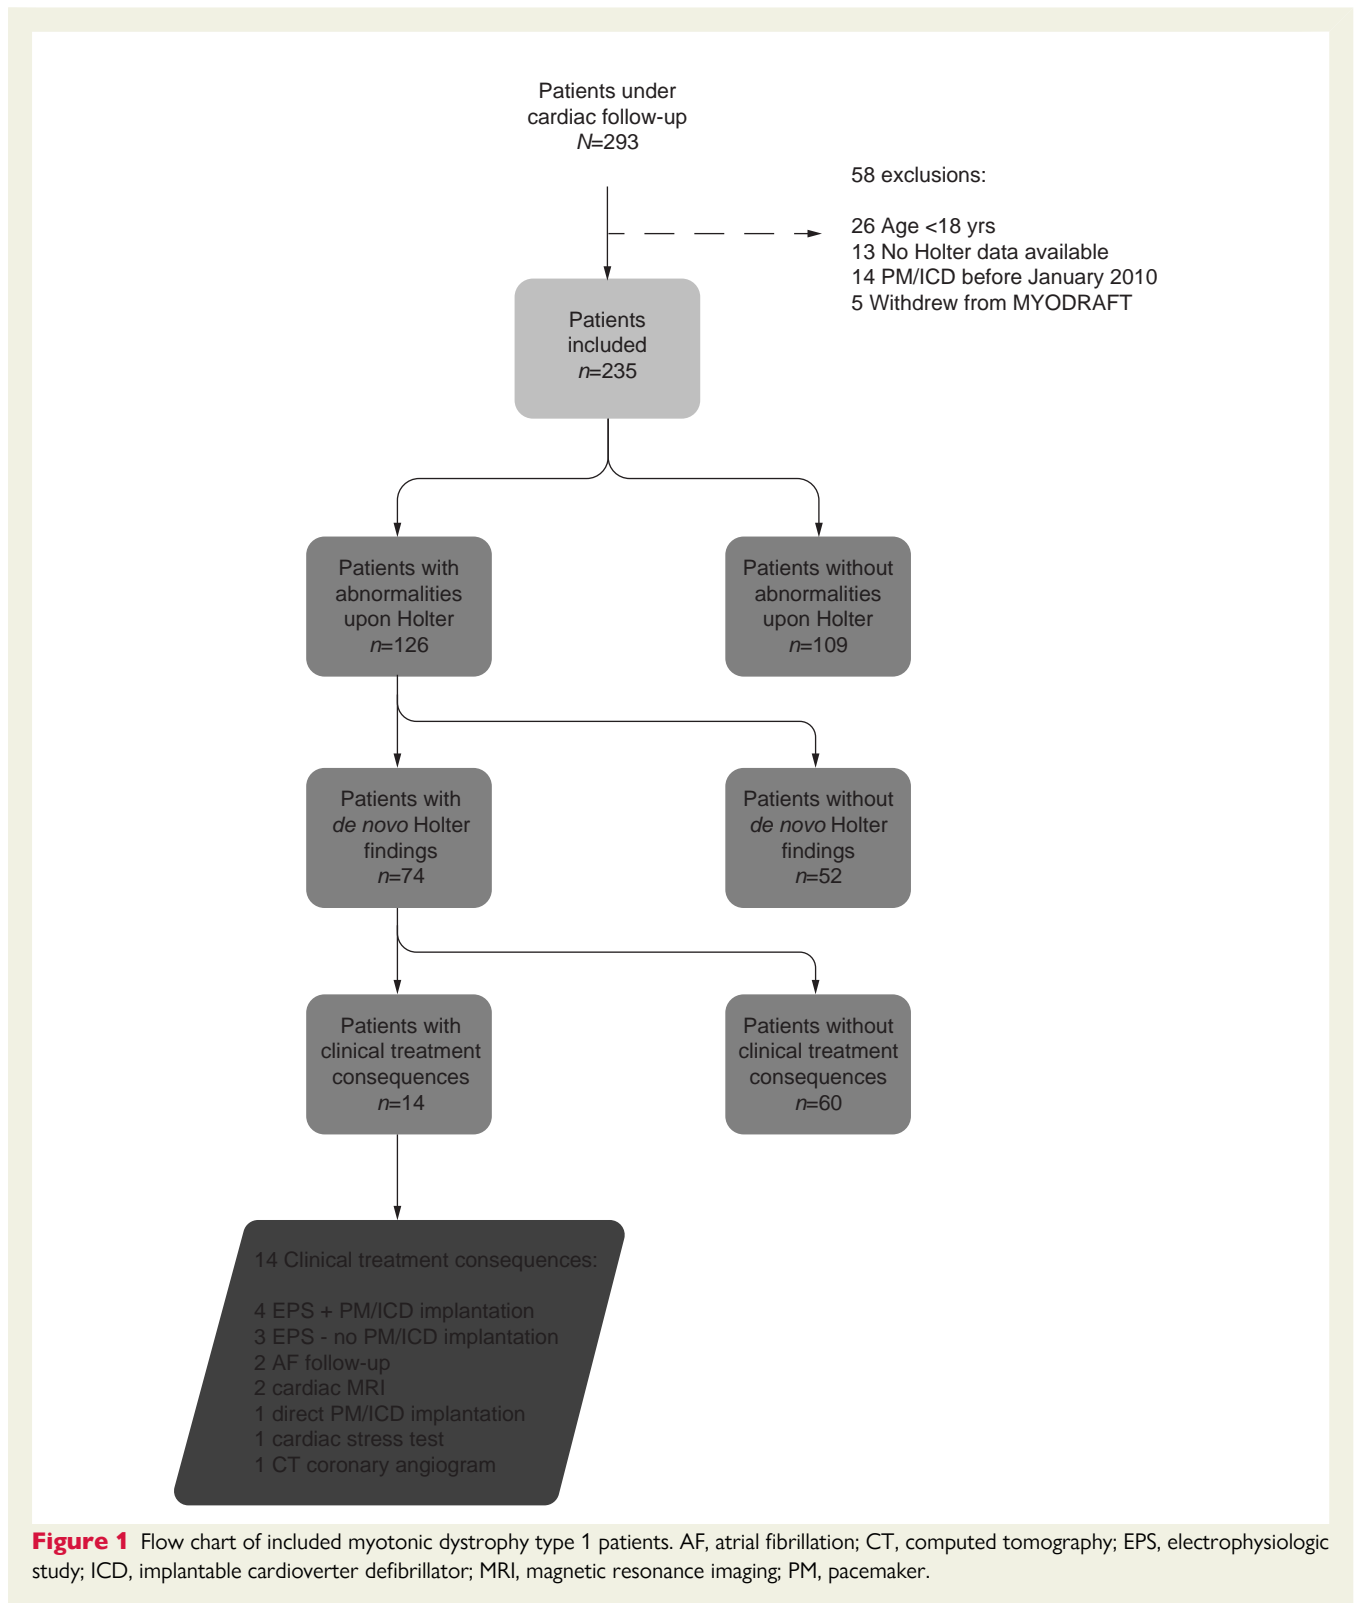 Patients under
cardiac follow-up
N=293
58 exclusions:
26 Age <18 yrs
13 No Holter data available
14 PM/ICD before January 2010
5 Withdrew from MYODRAFT
Patients
included
n=235
Patients with
abnormalities
upon Holter
n=126
Patients without
abnormalities
upon Holter
n=109
Patients with
de novo Holter
findings
n=74
Patients without
de novo Holter
findings
n=52
Patients with
clinical treatment
consequences
n=14
Patients without
clinical treatment
consequences
n=60
14 Clinical treatment consequences:
4 EPS + PM/ICD implantation
3 EPS - no PM/ICD implantation
2 AF follow-up
2 cardiac MRI
1 direct PM/ICD implantation
1 cardiac stress test
1 CT coronary angiogram
Figure 1 Flow chart of included myotonic dystrophy type 1 patients. AF, atrial fibrillation; CT, computed tomography; EPS, electrophysiologic
study; ICD, implantable cardioverter defibrillator; MRI, magnetic resonance imaging; PM, pacemaker.